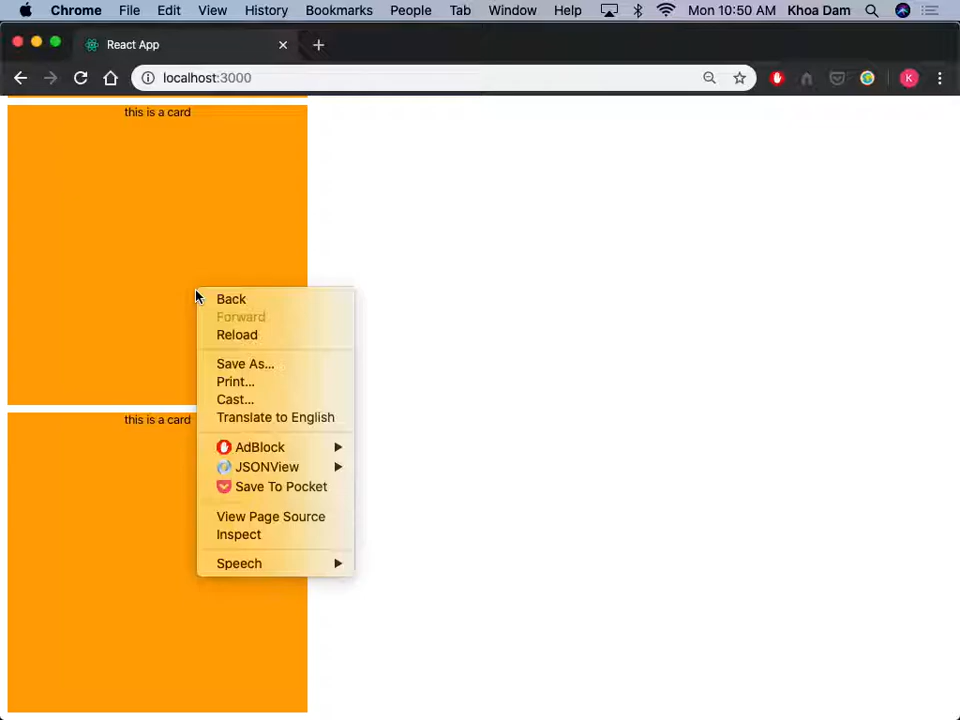 Chrome File Edit View History Bookmarks People Tab Window Help Mon 10:50 AM Khoa Dam
React App
localhost:3000
K
this is a card
Back
Forward
Reload
Save As...
Print...
Cast...
Translate to English
this is a card
AdBlock
JSONView
Save To Pocket
View Page Source
Inspect
Speech